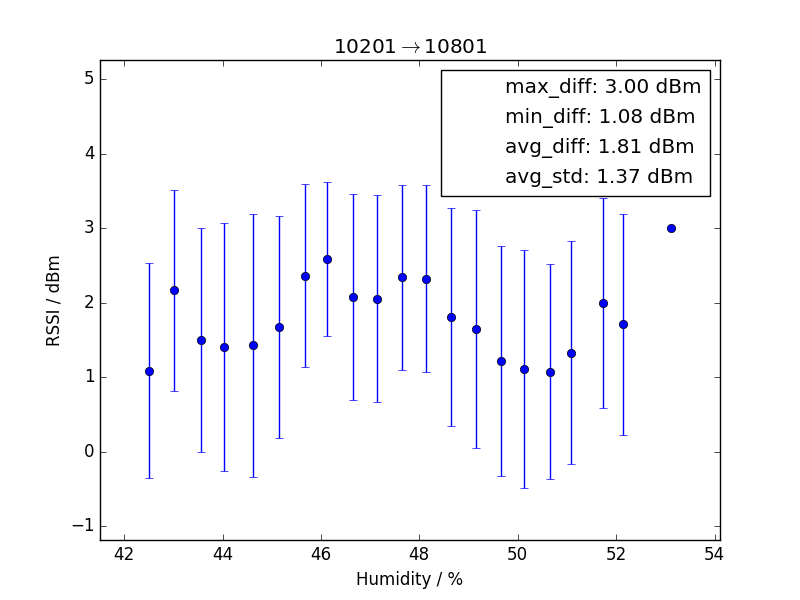 10201→10801
max_diff: 3.00 dBm
min_diff: 1.08 dBm
avg_diff: 1.81 dBm
avg_std: 1.37 dBm
RSSI / dBm
5
4
3
2
1
0
−1
42 44 46 48 50 52 54
Humidity / %